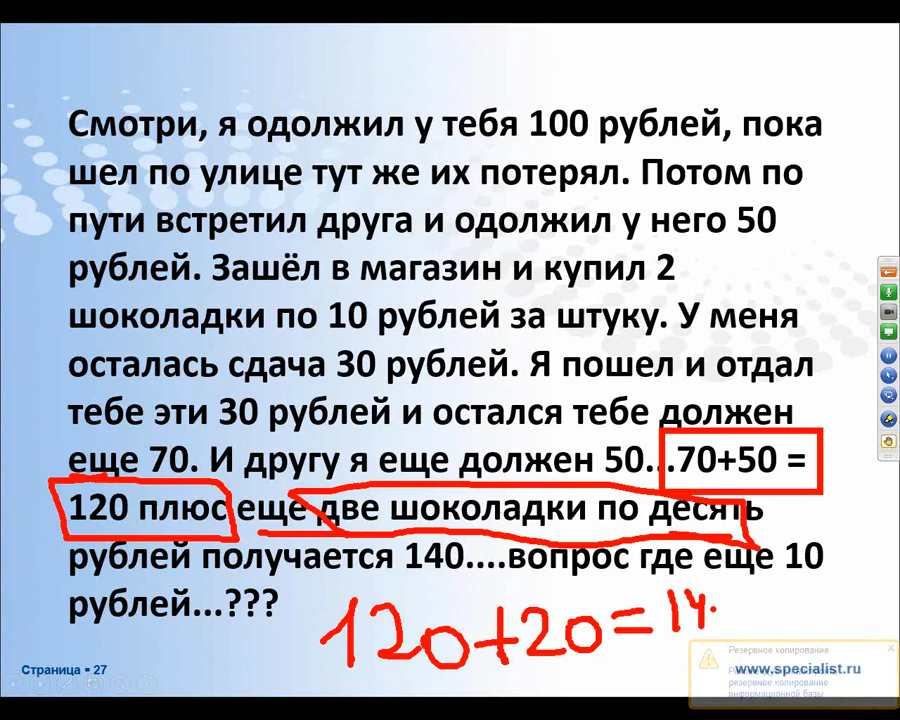 Смотри, я одолжил у тебя 100 рублей, пока
шел по улице тут же их потерял. Потом по
пути встретил друга и одолжил у него 50
рублей. Зашёл в магазин и купил 2
шоколадки по 10 рублей за штуку. У меня
осталась сдача 30 рублей. Я пошел и отдал
тебе эти 30 рублей и остался тебе должен
еще 70. И другу я еще должен 50...70+50 =
120 плюс еще две шоколадки по десять
рублей получается 140....вопрос где еще 10
рублей...???
120+20=14.
Страница ▪ 27
Резервное копирование
www.specialist.ru
резервное копирование
информационной базы